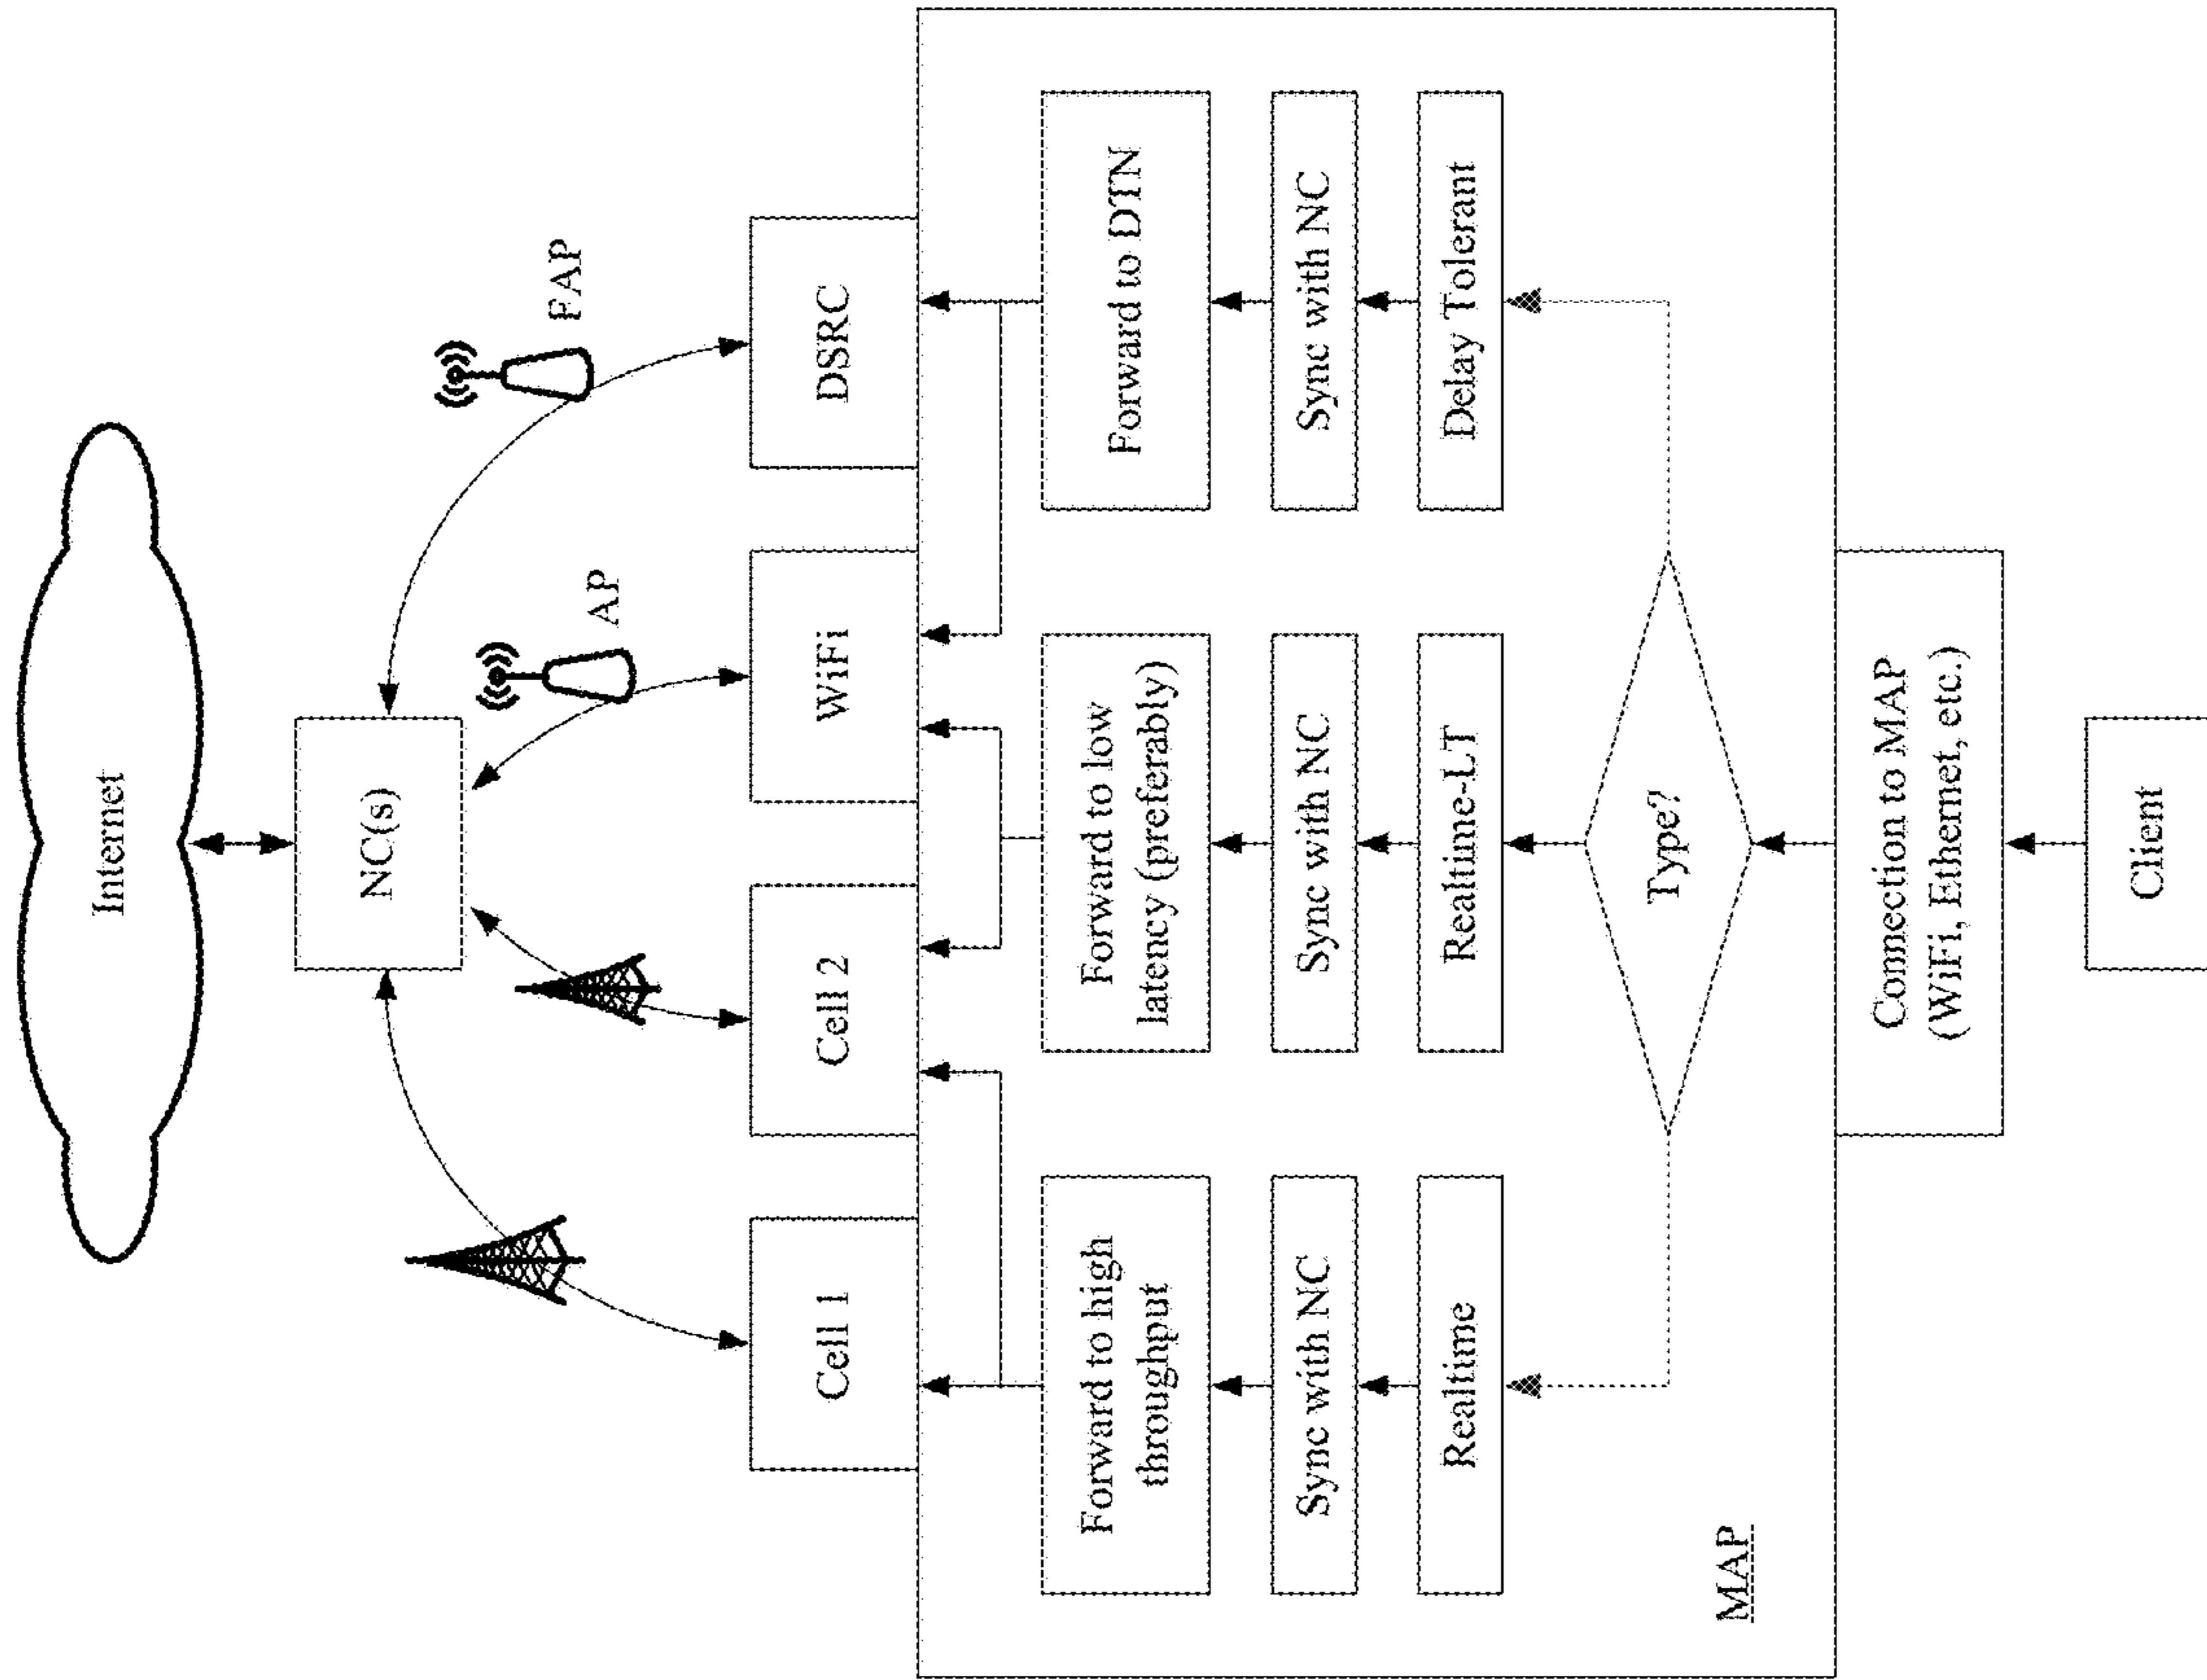 Internet
NC(s)
FAP
AP
Cell 1
Cell 2
WiFi
DSRC
Forward to high
throughput
Forward to low
latency (preferably)
Forward to DTN
Sync with NC
Sync with NC
Sync with NC
Realtime
Realtime-LT
Delay Tolerant
Type?
MAP
Connection to MAP
(WiFi, Ethernet, etc.)
Client